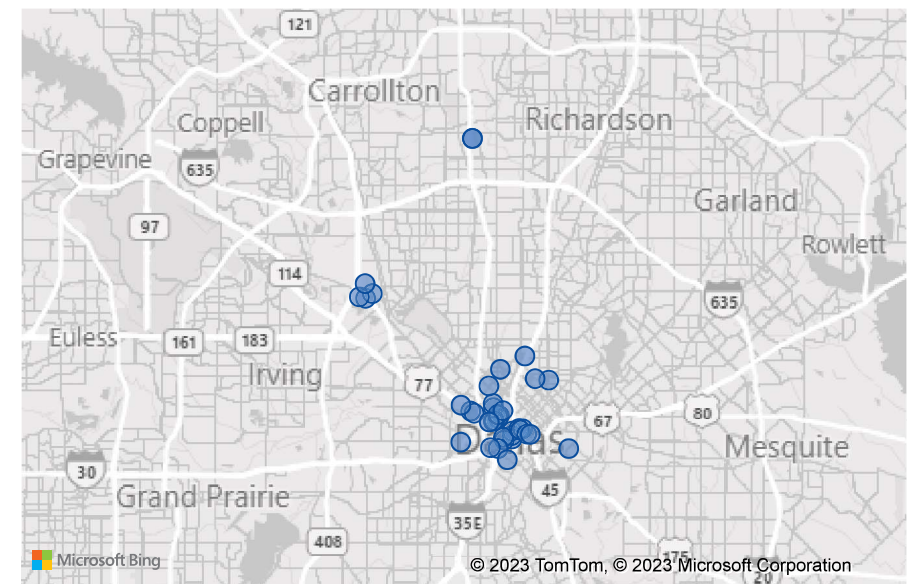 121
Carrollton
Richardson
Coppell
Grapevine
635
Garland
97
Rowlett
114
635
Euless
161
183
Irving
77
67
80
Dallas
Mesquite
30
45
Grand Prairie
35E
408
175
Microsoft Bing
© 2023 TomTom, © 2023 Microsoft Corporation
20